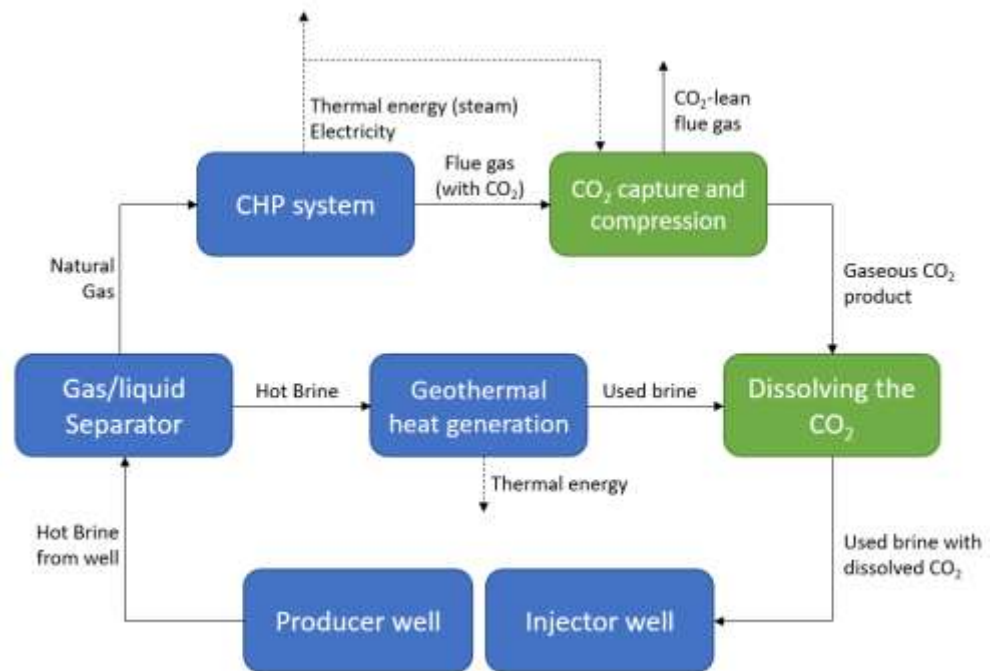 Thermal energy (steam)
Electricity
CO₂-lean
flue gas
CHP system
Flue gas
(with CO₂)
CO₂ capture and
compression
Natural
Gas
Gaseous CO₂
product
Gas/liquid
Separator
Hot Brine
Geothermal
heat generation
Used brine
Dissolving the
CO₂
Thermal energy
Hot Brine
from well
Used brine with
dissolved CO₂
Producer well
Injector well